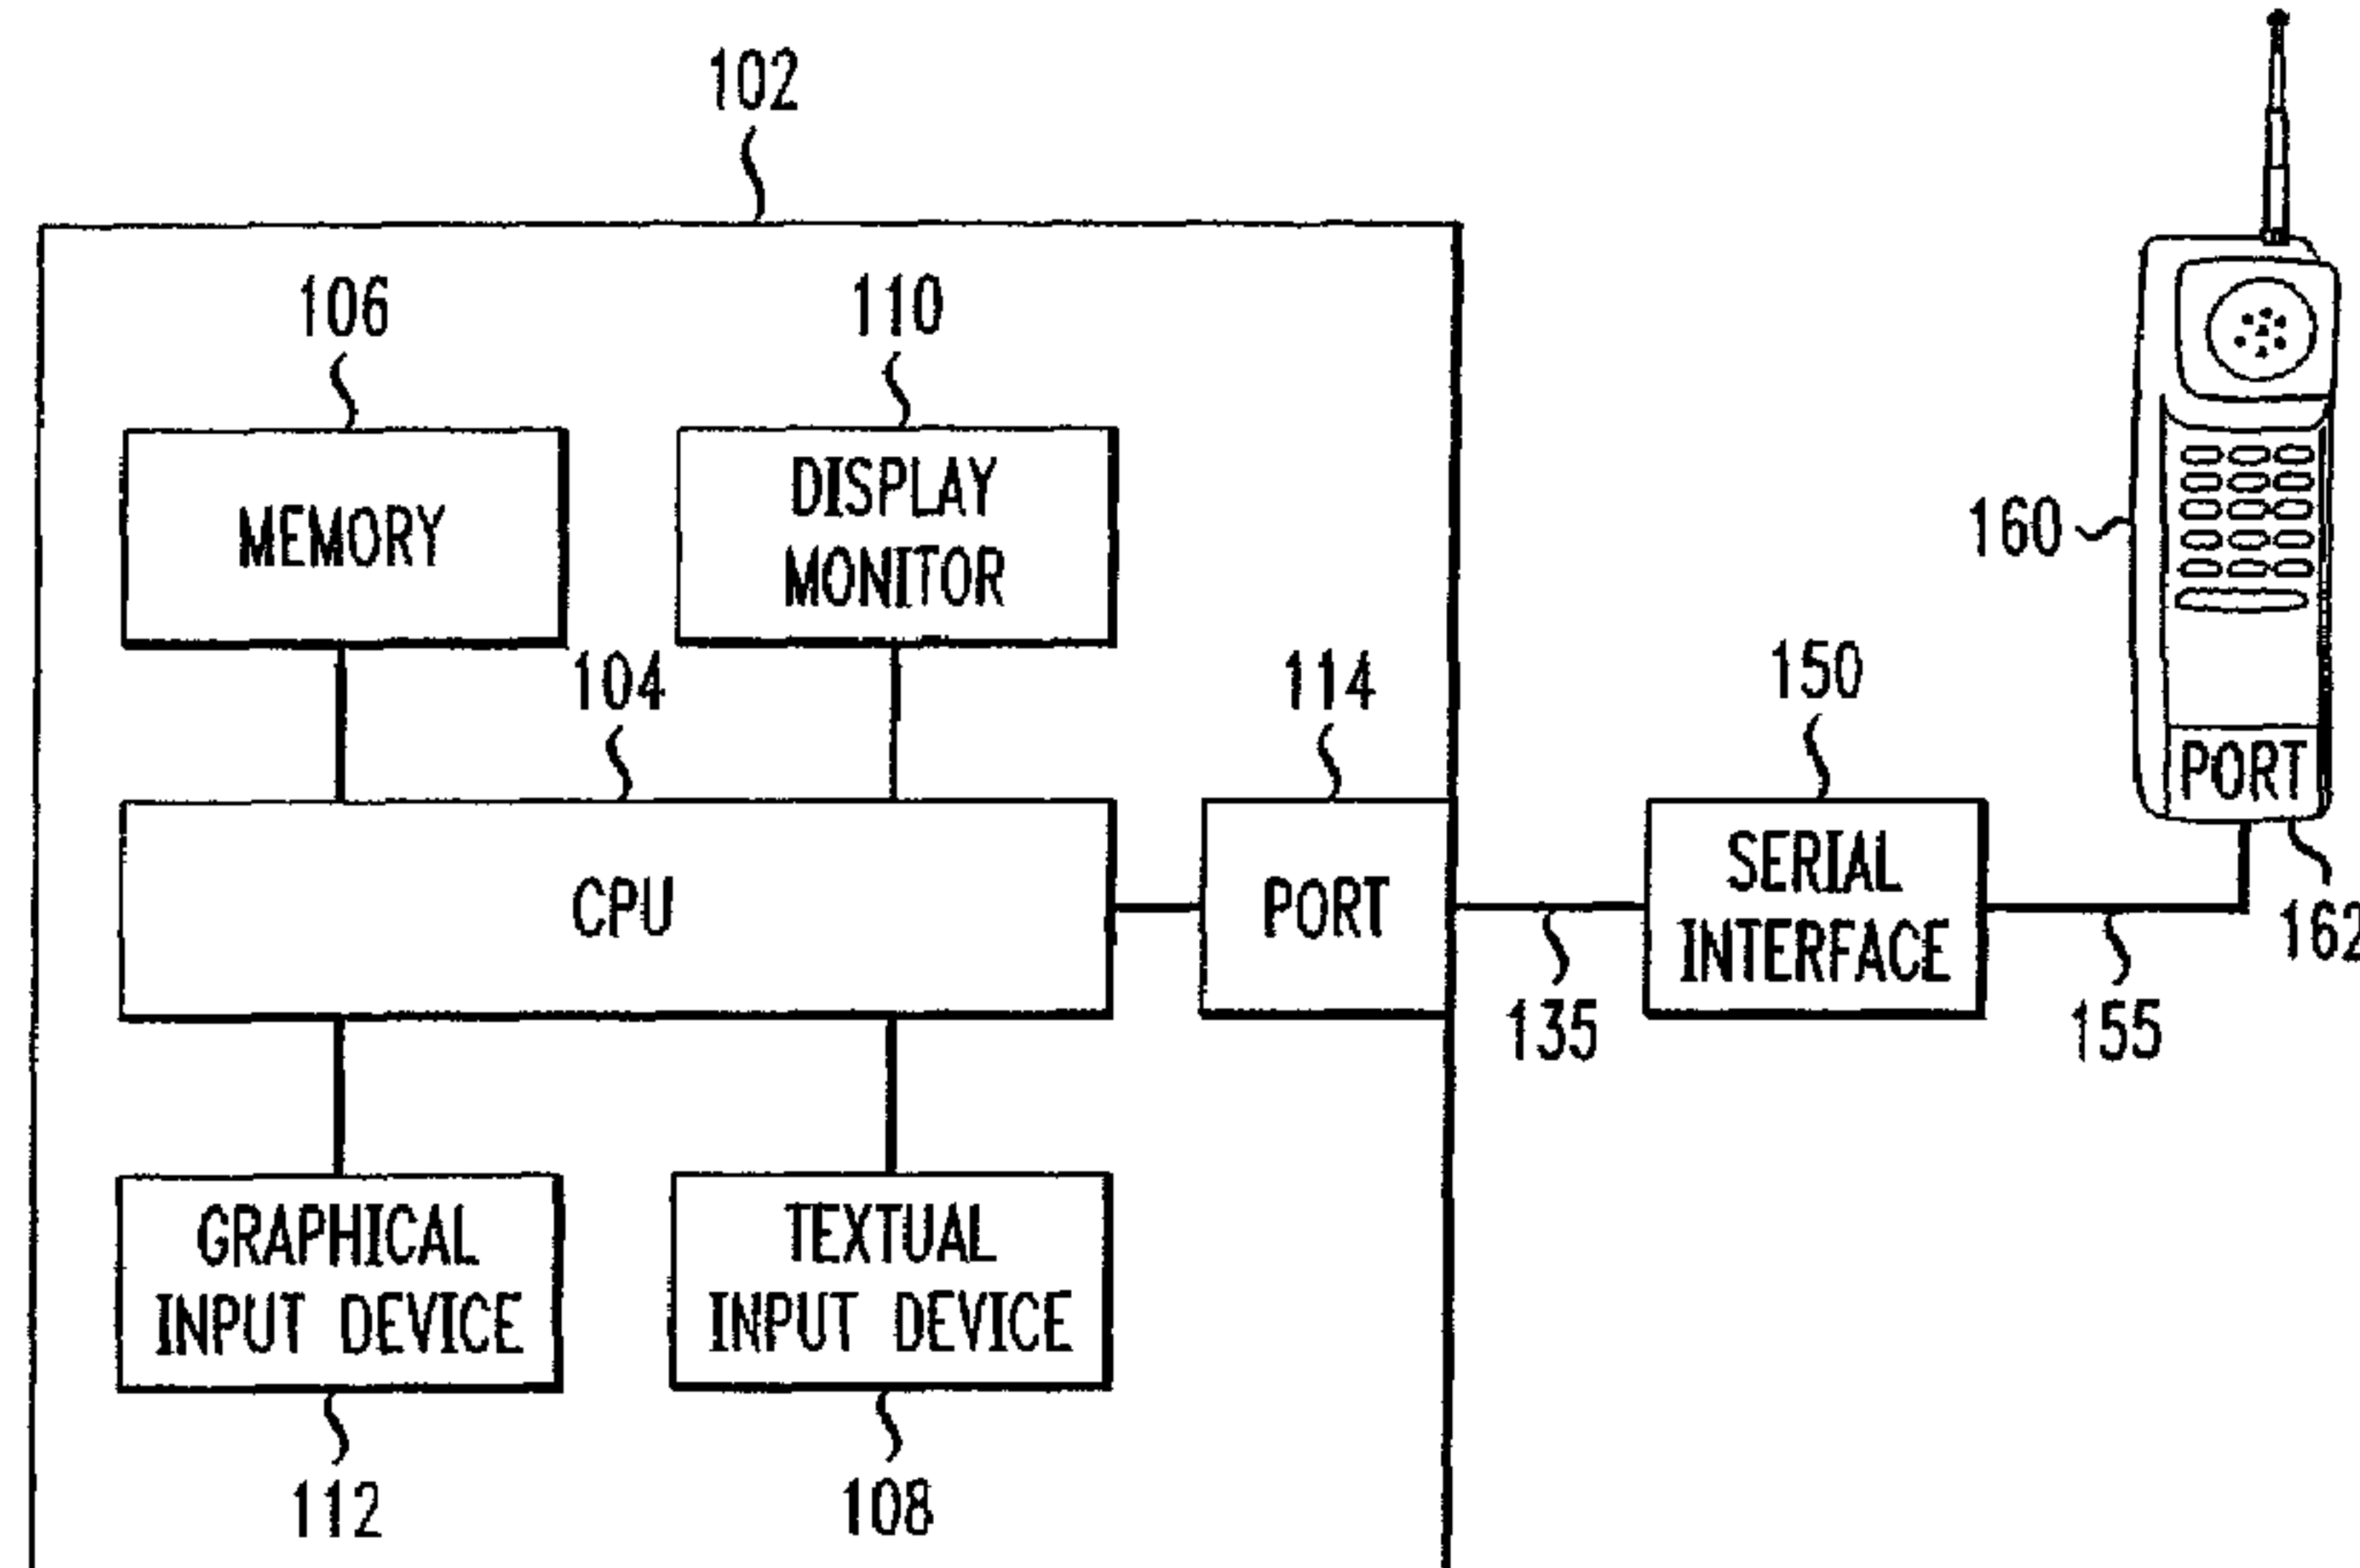 102
106
110
MEMORY
DISPLAY
MONITOR
160
104
114
150
PORT
CPU
PORT
SERIAL
INTERFACE
162
135
155
GRAPHICAL
INPUT DEVICE
TEXTUAL
INPUT DEVICE
112
108